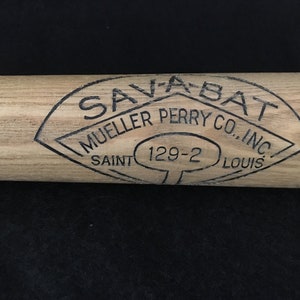 SAV-A-BAT
MUELLER PERRY CO., INC.
SAINT 129-2 LOUIS